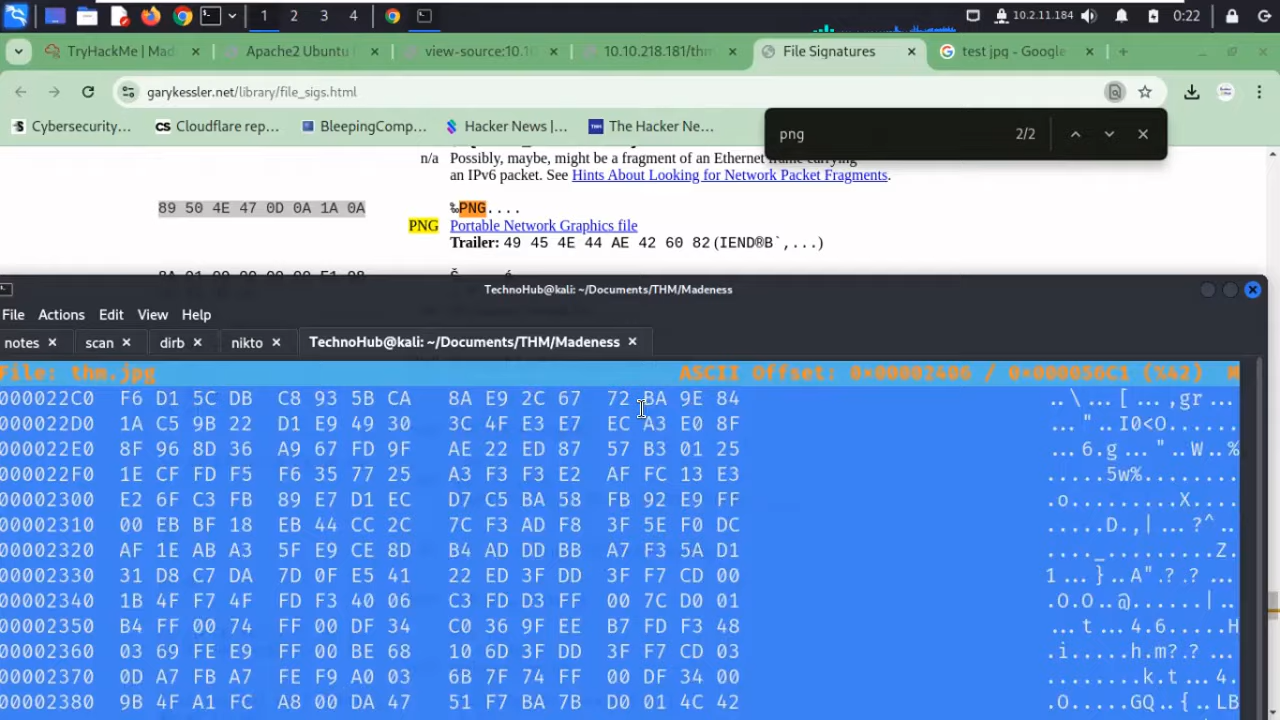 1 2 3 4 10.2.11.184 0:22
TryHackMe | Mad Apache2 Ubuntu view-source:10.10 10.10.218.181/thm File Signatures test jpg - Google
garykessler.net/library/file_sigs.html
Cybersecurity... Cloudflare rep... BleepingComp... Hacker News |... The Hacker Ne...
png 2/2
n/a Possibly, maybe, might be a fragment of an Ethernet frame carrying
an IPv6 packet. See Hints About Looking for Network Packet Fragments.
89 50 4E 47 0D 0A 1A 0A ‰PNG....
PNG Portable Network Graphics file
Trailer: 49 45 4E 44 AE 42 60 82 (IEND®B`‚...)
TechnoHub@kali: ~/Documents/THM/Madeness
File Actions Edit View Help
notes scan dirb nikto TechnoHub@kali: ~/Documents/THM/Madeness
File: thm.jpg ASCII Offset: 0x00002406 / 0x000056C1 (%42) M
000022C0 F6 D1 5C DB C8 93 5B CA 8A E9 2C 67 72 BA 9E 84 ..\...[...,gr...
000022D0 1A C5 9B 22 D1 E9 49 30 3C 4F E3 E7 EC A3 E0 8F ..."..I0<O......
000022E0 8F 96 8D 36 A9 67 FD 9F AE 22 ED 87 57 B3 01 25 ...6.g..."..W..%
000022F0 1E CF FD F5 F6 35 77 25 A3 F3 F3 E2 AF FC 13 E3 .....5w%........
00002300 E2 6F C3 FB 89 E7 D1 EC D7 C5 BA 58 FB 92 E9 FF .o.........X....
00002310 00 EB BF 18 EB 44 CC 2C 7C F3 AD F8 3F 5E F0 DC .....D.,|...?^..
00002320 AF 1E AB A3 5F E9 CE 8D B4 AD DD BB A7 F3 5A D1 ...._.........Z.
00002330 31 D8 C7 DA 7D 0F E5 41 22 ED 3F DD 3F F7 CD 00 1...}..A".?.?...
00002340 1B 4F F7 4F FD F3 40 06 C3 FD D3 FF 00 7C D0 01 .O.O..@......|..
00002350 B4 FF 00 74 FF 00 DF 34 C0 36 9F EE B7 FD F3 48 ...t...4.6.....H
00002360 03 69 FE E9 FF 00 BE 68 10 6D 3F DD 3F F7 CD 03 .i.....h.m?.?...
00002370 0D A7 FB A7 FE F9 A0 03 6B 7F 74 FF 00 DF 34 00 ........k.t...4.
00002380 9B 4F A1 FC A8 00 DA 47 51 F7 BA 7B D0 01 4C 42 .O.....GQ..{..LB